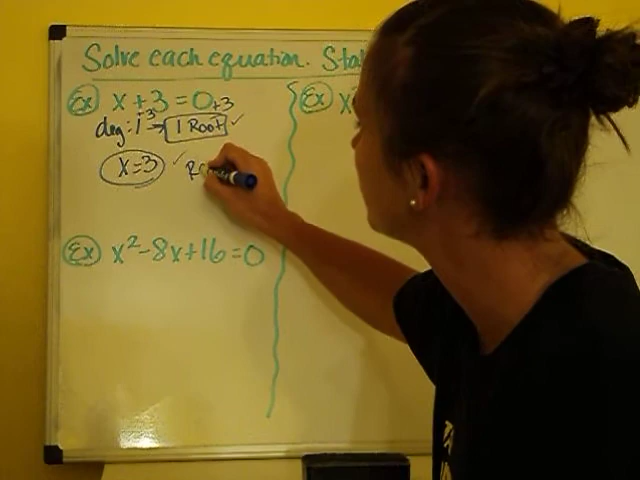 Solve each equation. Sta
Ex x + 3 = 0
-3 +3
deg: 1 → 1 Root ✓
x = 3 ✓
Ex x² - 8x + 16 = 0
Ex x